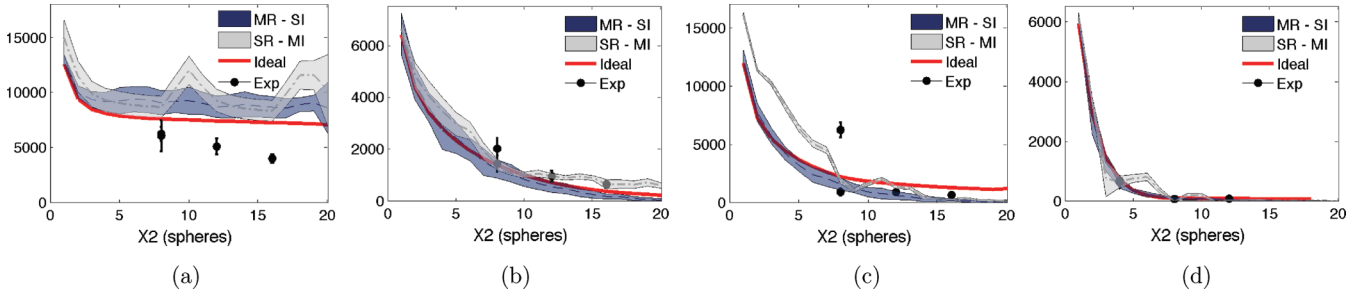 15000
10000
5000
0
0 5 10 15 20
X2 (spheres)
MR - SI
SR - MI
Ideal
Exp
(a)
6000
4000
2000
0
0 5 10 15 20
X2 (spheres)
MR - SI
SR - MI
Ideal
Exp
(b)
15000
10000
5000
0
0 5 10 15 20
X2 (spheres)
MR - SI
SR - MI
Ideal
Exp
(c)
6000
4000
2000
0
0 5 10 15 20
X2 (spheres)
MR - SI
SR - MI
Ideal
Exp
(d)